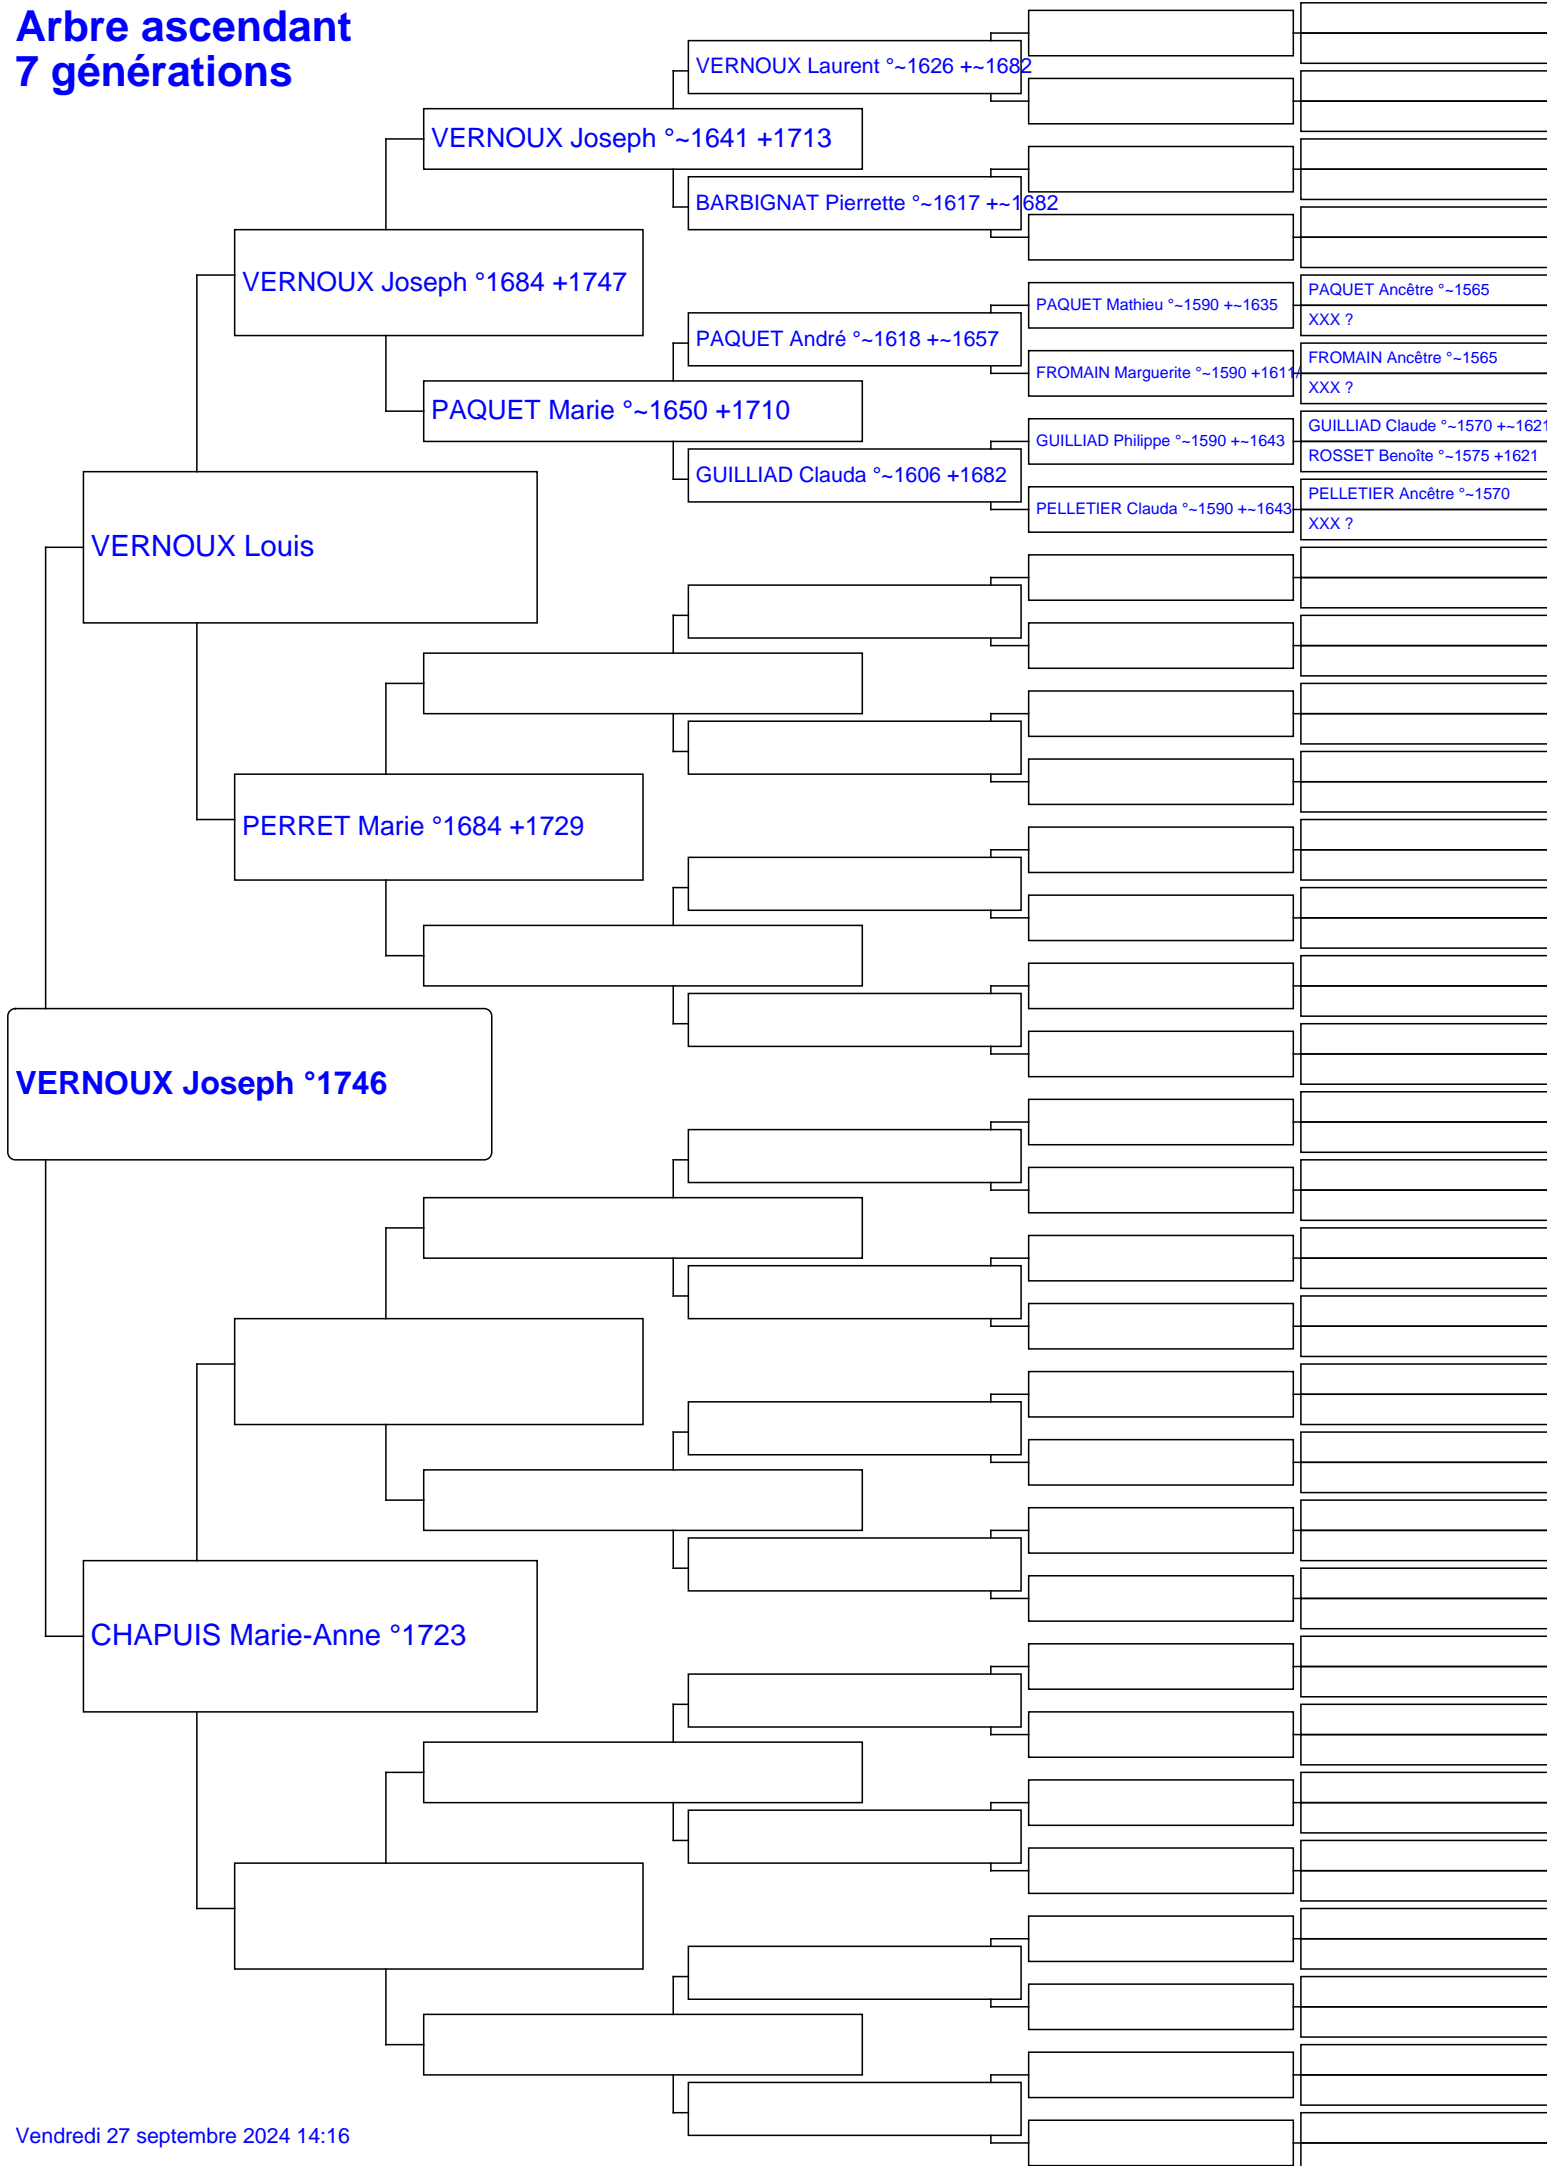 Arbre ascendant
7 générations
VERNOUX Laurent °~1626 +~1682
VERNOUX Joseph °~1641 +1713
BARBIGNAT Pierrette °~1617 +~1682
VERNOUX Joseph °1684 +1747
PAQUET Ancêtre °~1565
PAQUET Mathieu °~1590 +~1635
XXX ?
PAQUET André °~1618 +~1657
FROMAIN Ancêtre °~1565
FROMAIN Marguerite °~1590 +1611/
XXX ?
PAQUET Marie °~1650 +1710
GUILLIAD Claude °~1570 +~1621
GUILLIAD Philippe °~1590 +~1643
ROSSET Benoîte °~1575 +1621
GUILLIAD Clauda °~1606 +1682
PELLETIER Ancêtre °~1570
PELLETIER Clauda °~1590 +~1643
XXX ?
VERNOUX Louis
PERRET Marie °1684 +1729
VERNOUX Joseph °1746
CHAPUIS Marie-Anne °1723
Vendredi 27 septembre 2024 14:16